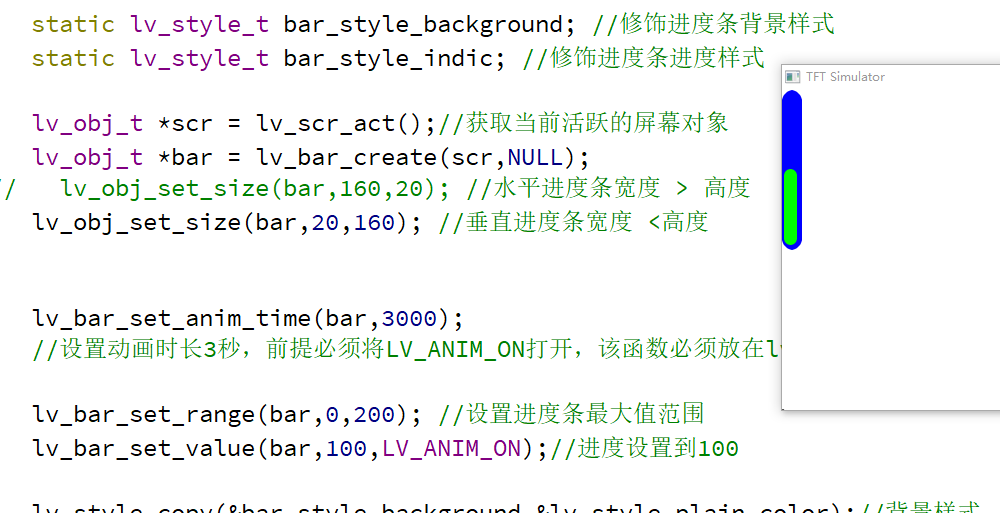 static lv_style_t bar_style_background; //修饰进度条背景样式
static lv_style_t bar_style_indic; //修饰进度条进度样式
TFT Simulator
lv_obj_t *scr = lv_scr_act();//获取当前活跃的屏幕对象
lv_obj_t *bar = lv_bar_create(scr,NULL);
//   lv_obj_set_size(bar,160,20); //水平进度条宽度 > 高度
lv_obj_set_size(bar,20,160); //垂直进度条宽度 <高度
lv_bar_set_anim_time(bar,3000);
//设置动画时长3秒，前提必须将LV_ANIM_ON打开，该函数必须放在l
lv_bar_set_range(bar,0,200); //设置进度条最大值范围
lv_bar_set_value(bar,100,LV_ANIM_ON);//进度设置到100
lv_style_copy(&bar_style_background,&lv_style_plain_color);//背景样式